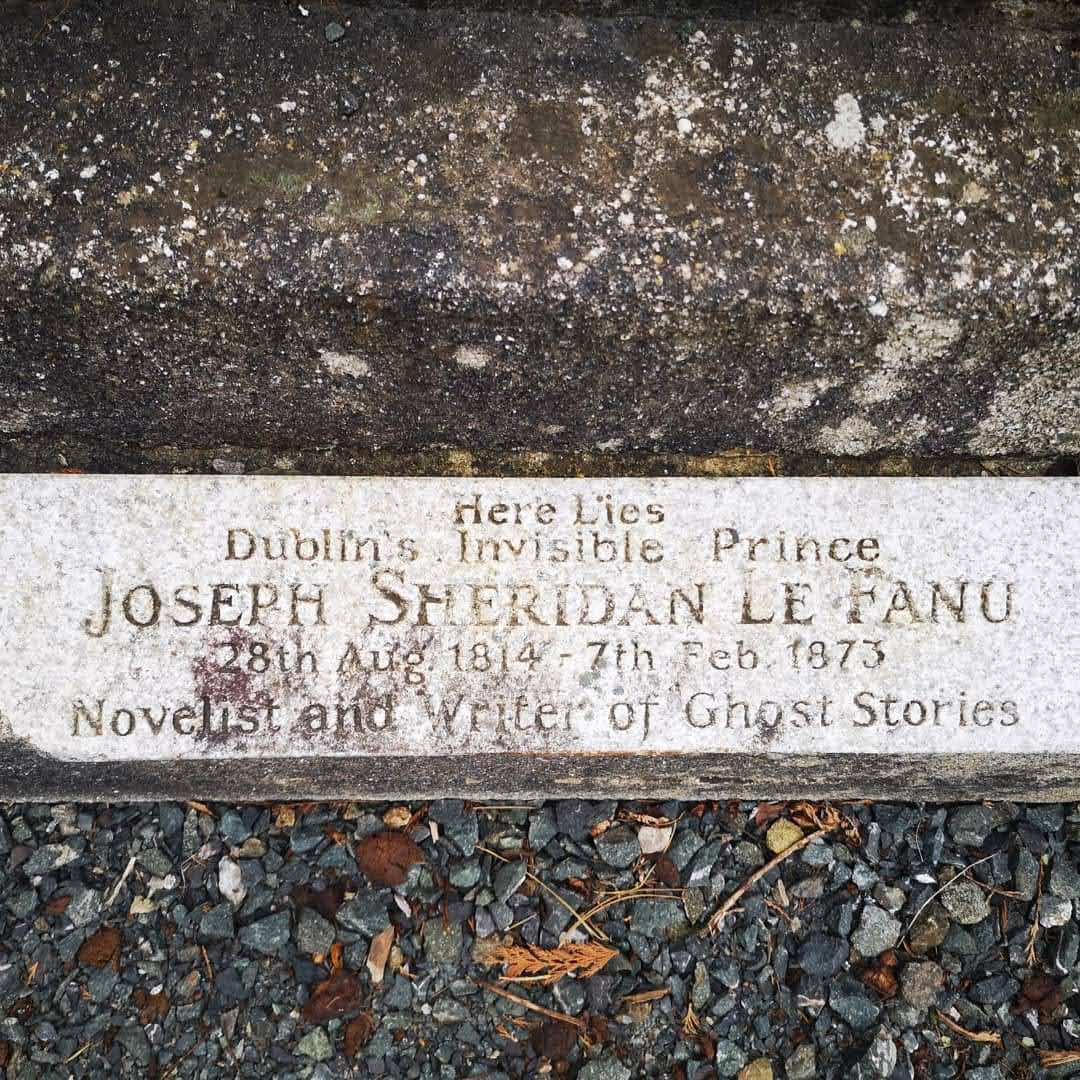 Here Lies
Dublin's Invisible Prince
JOSEPH SHERIDAN LE FANU
28th Aug. 1814 - 7th Feb. 1873
Novelist and Writer of Ghost Stories